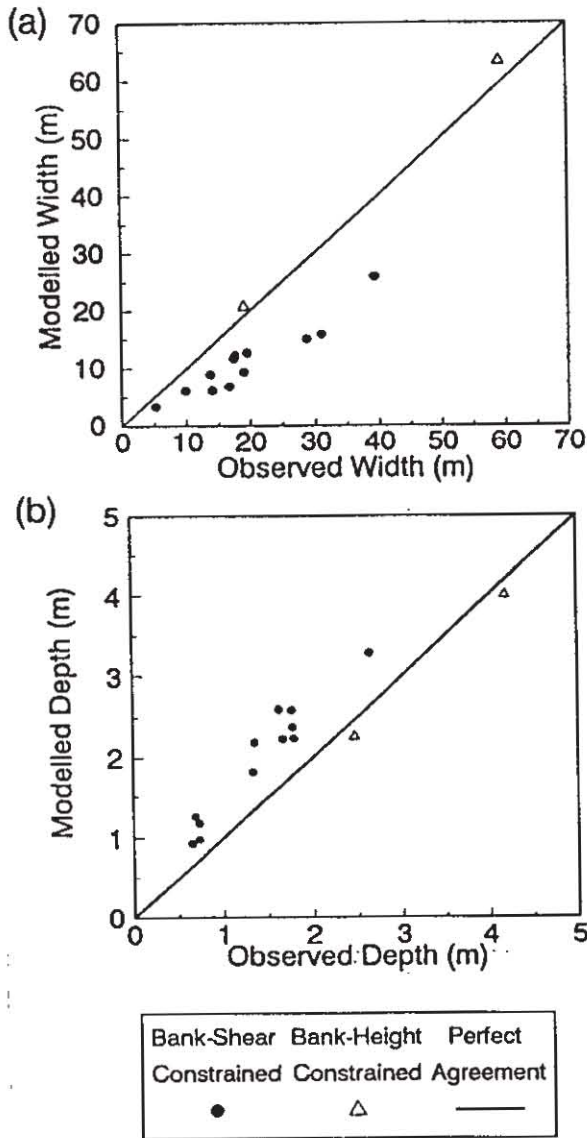 (a)
70
60
50
40
30
20
10
0
Modelled Width (m)
0 10 20 30 40 50 60 70
Observed Width (m)
(b)
5
4
3
2
1
0
Modelled Depth (m)
0 1 2 3 4 5
Observed Depth (m)
Bank-Shear Bank-Height Perfect
Constrained Constrained Agreement